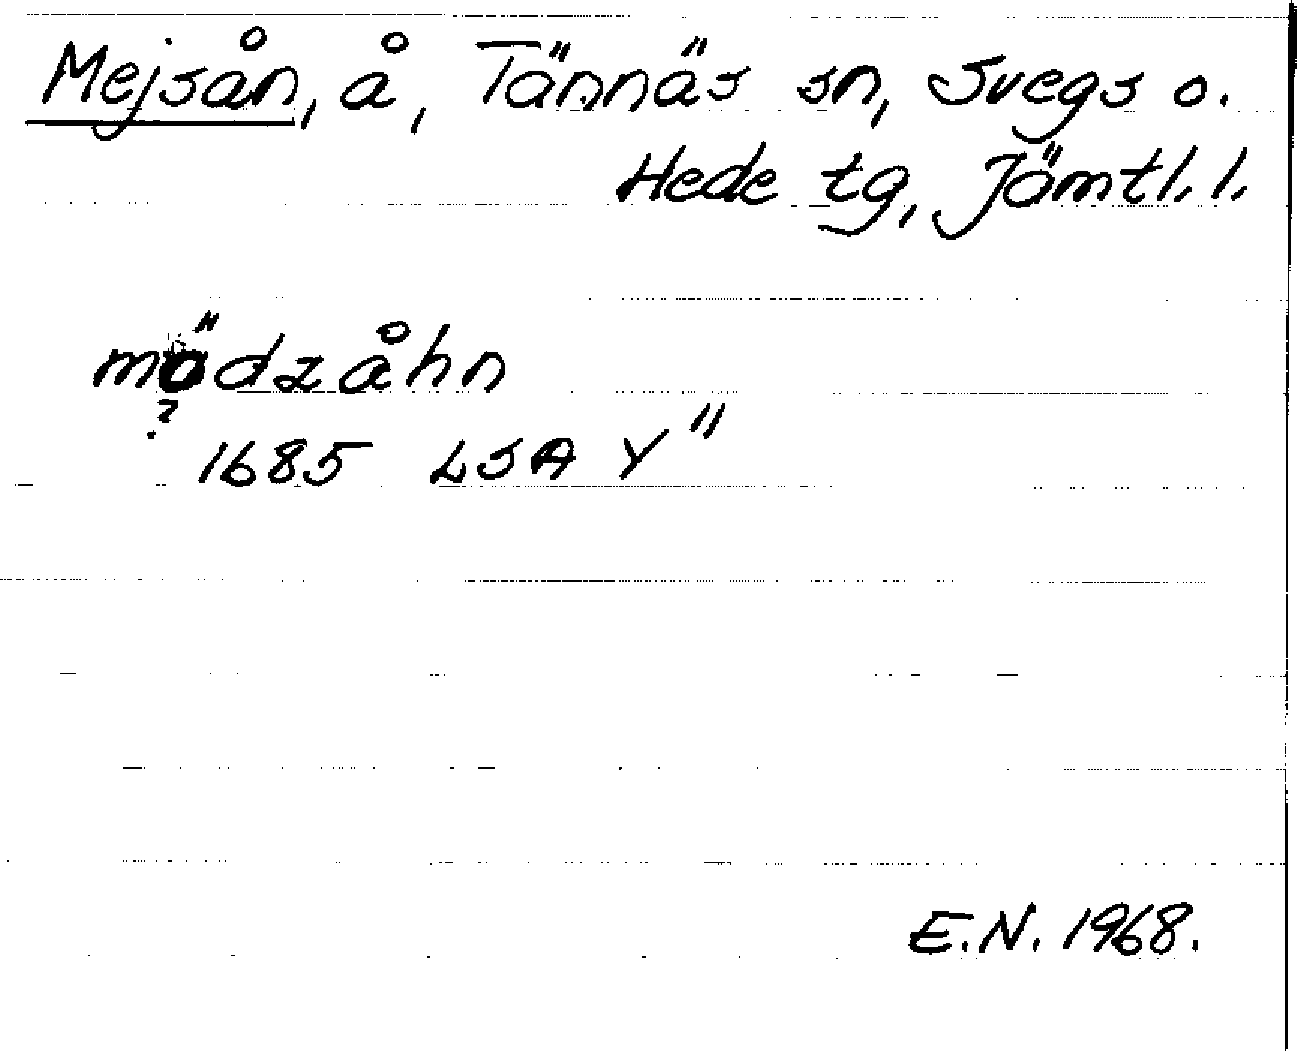 Mejsån, å, Tännäs sn, Svegs o.
Hede tg, Jämtl. l.
mödzåhn
?
1685 LSA Y"
E.N. 1968.